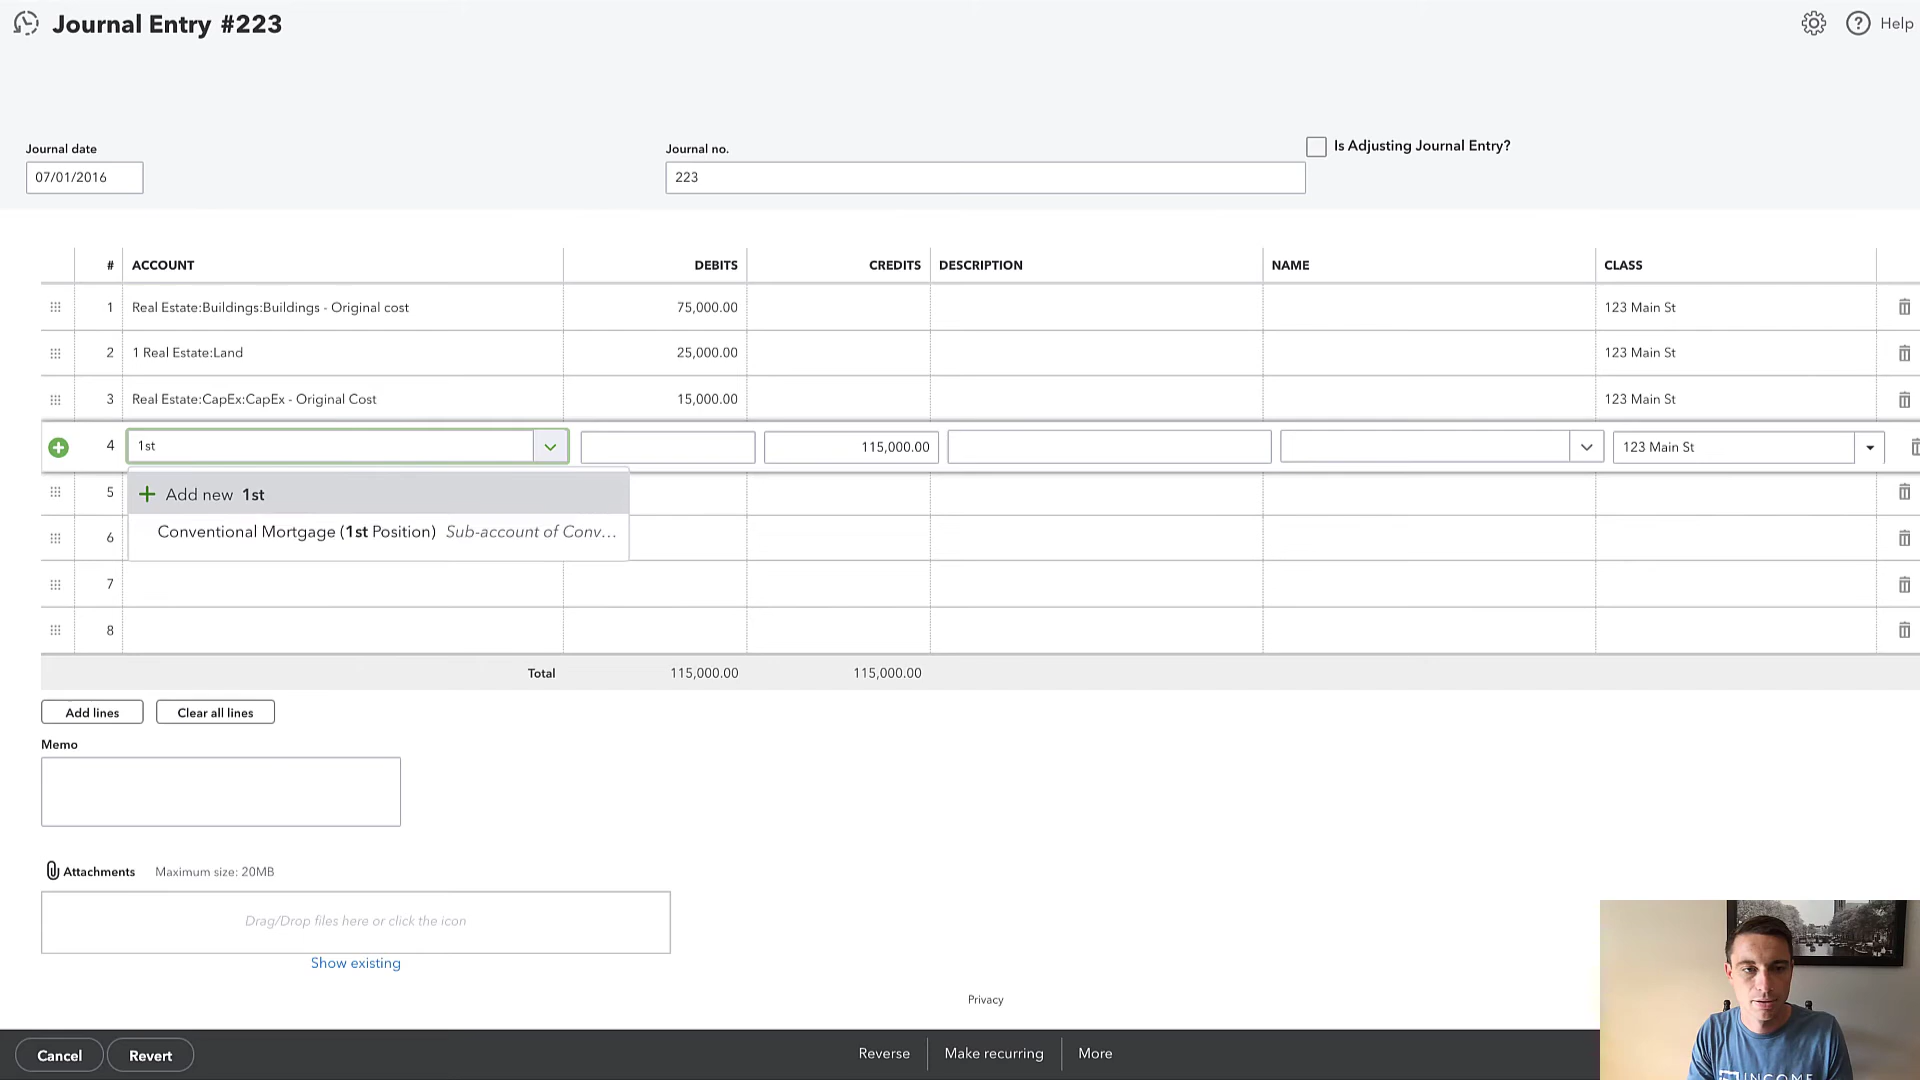 Journal Entry #223
Help
Journal date
07/01/2016
Journal no.
223
Is Adjusting Journal Entry?
# ACCOUNT DEBITS CREDITS DESCRIPTION NAME CLASS
1 Real Estate:Buildings:Buildings - Original cost 75,000.00 123 Main St
2 1 Real Estate:Land 25,000.00 123 Main St
3 Real Estate:CapEx:CapEx - Original Cost 15,000.00 123 Main St
4 1st 115,000.00 123 Main St
5
Add new 1st
Conventional Mortgage (1st Position) Sub-account of Conv...
6
7
8
Total 115,000.00 115,000.00
Add lines
Clear all lines
Memo
Attachments Maximum size: 20MB
Drag/Drop files here or click the icon
Show existing
Privacy
Cancel
Revert
Reverse
Make recurring
More
INCOME